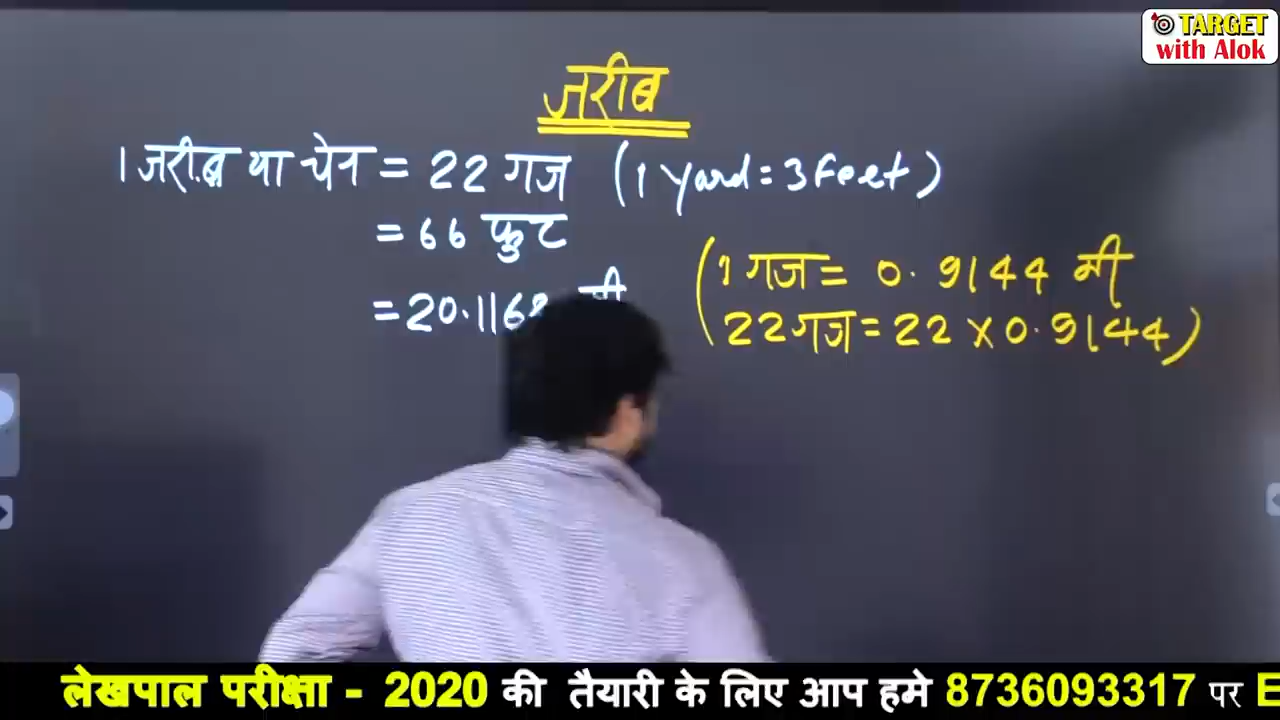 TARGET
with Alok
जरीब
1 जरीब या चेन = 22 गज (1 Yard = 3 Feet)
= 66 फुट
= 20.1168 मी
(1 गज = 0.9144 मी
22 गज = 22 x 0.9144)
लेखपाल परीक्षा - 2020 की तैयारी के लिए आप हमे 8736093317 पर E